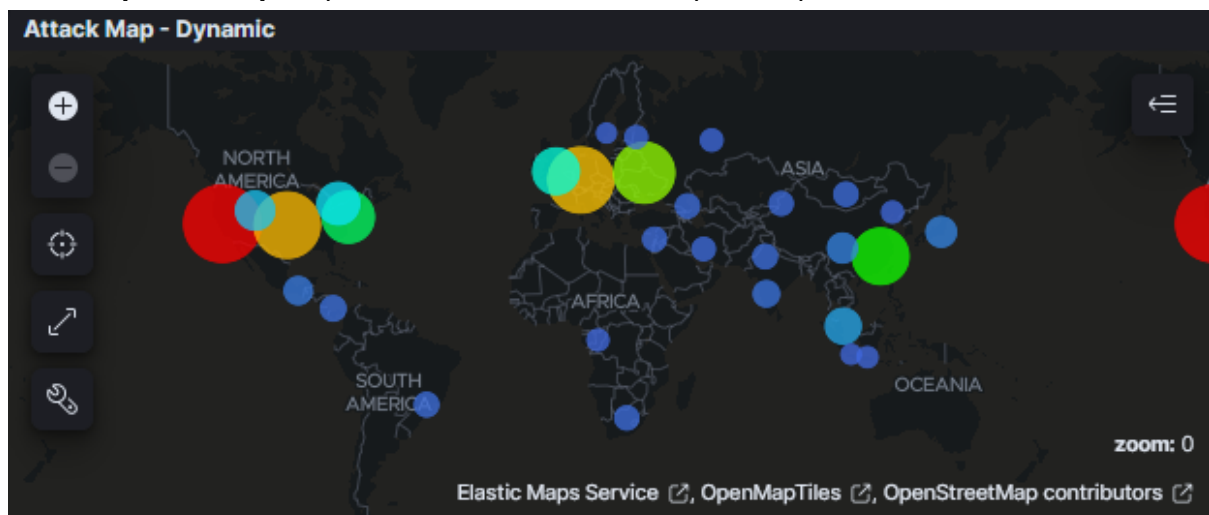 Attack Map - Dynamic
NORTH
AMERICA
ASIA
AFRICA
SOUTH
AMERICA
OCEANIA
zoom: 0
Elastic Maps Service , OpenMapTiles , OpenStreetMap contributors